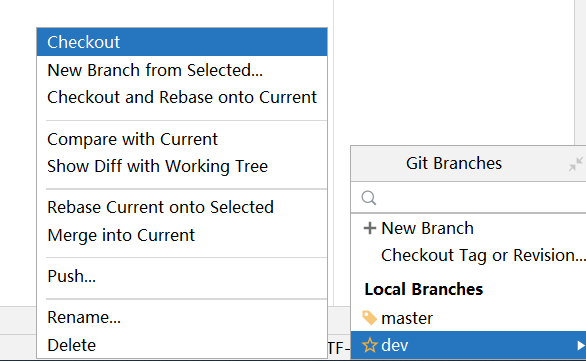 Checkout
New Branch from Selected...
Checkout and Rebase onto Current
Compare with Current
Show Diff with Working Tree
Rebase Current onto Selected
Merge into Current
Push...
Rename...
Delete
Git Branches
New Branch
Checkout Tag or Revision...
Local Branches
master
dev
TF-